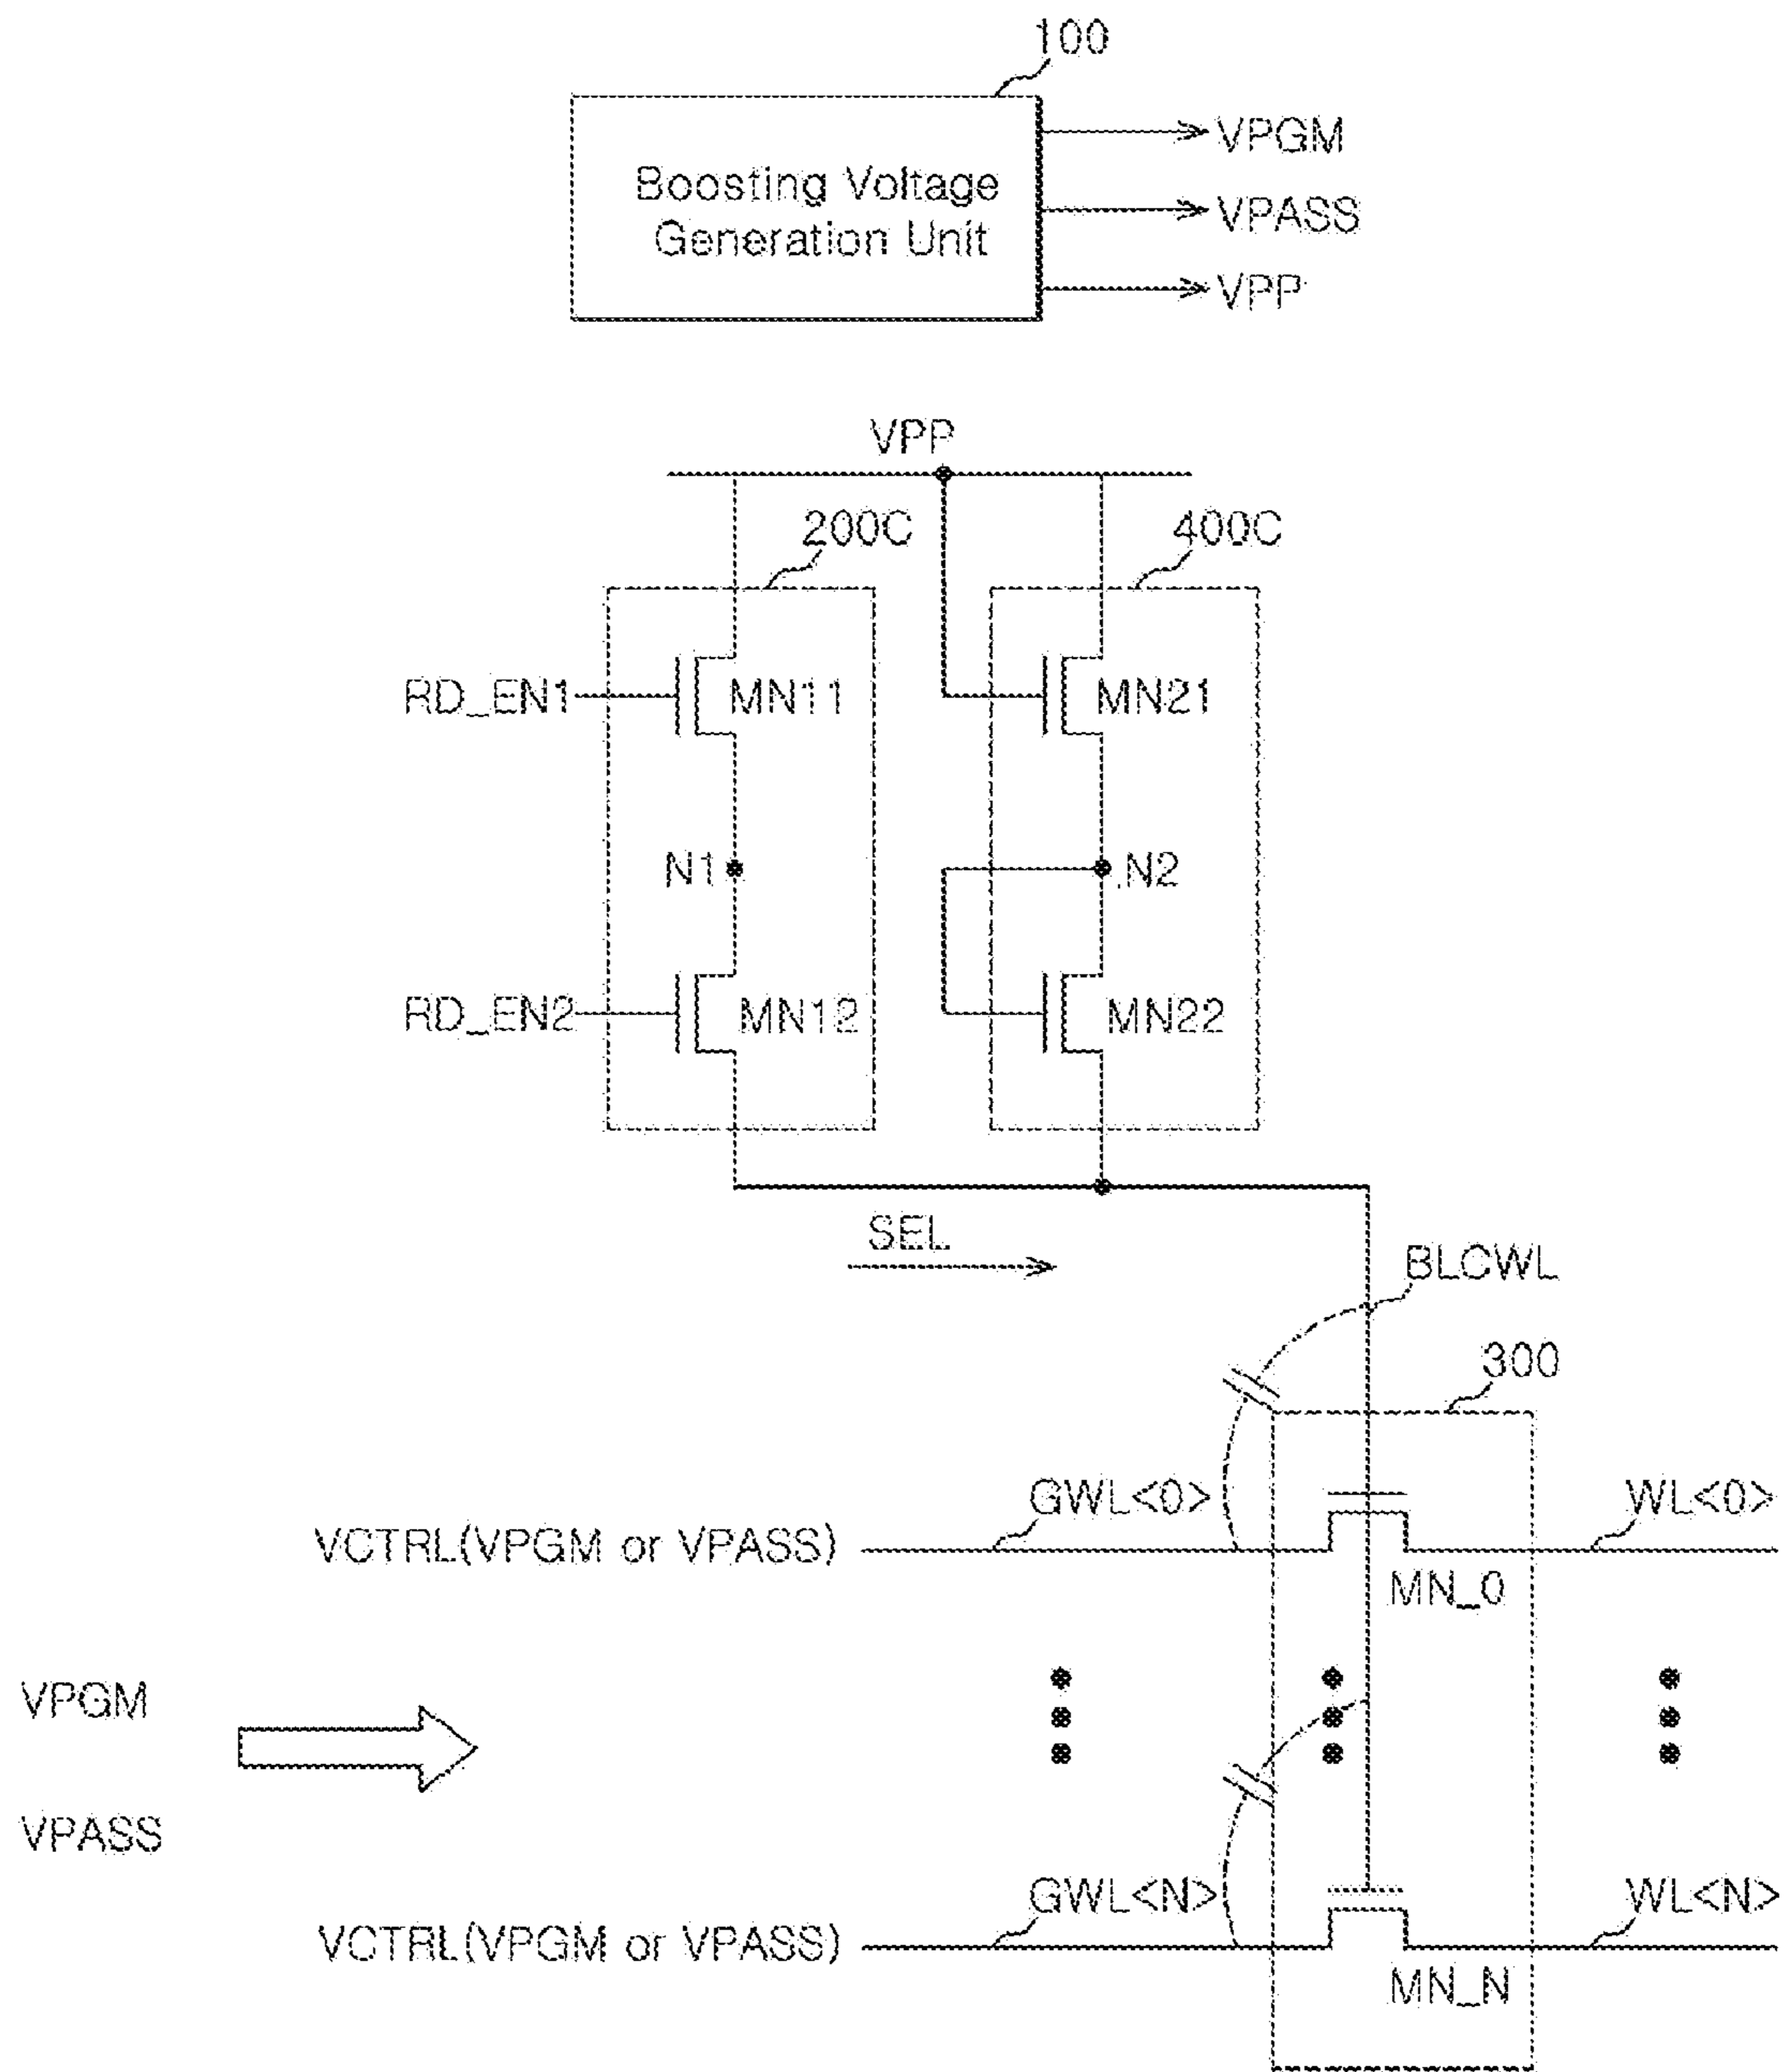 100
Boosting Voltage
Generation Unit
VPGM
VPASS
VPP
VPP
200C
400C
RD_EN1
MN11
MN21
N1
N2
RD_EN2
MN12
MN22
SEL
BLCWL
300
GWL<0>
WL<0>
VCTRL(VPGM or VPASS)
MN_0
VPGM
VPASS
GWL<N>
WL<N>
VCTRL(VPGM or VPASS)
MN_N